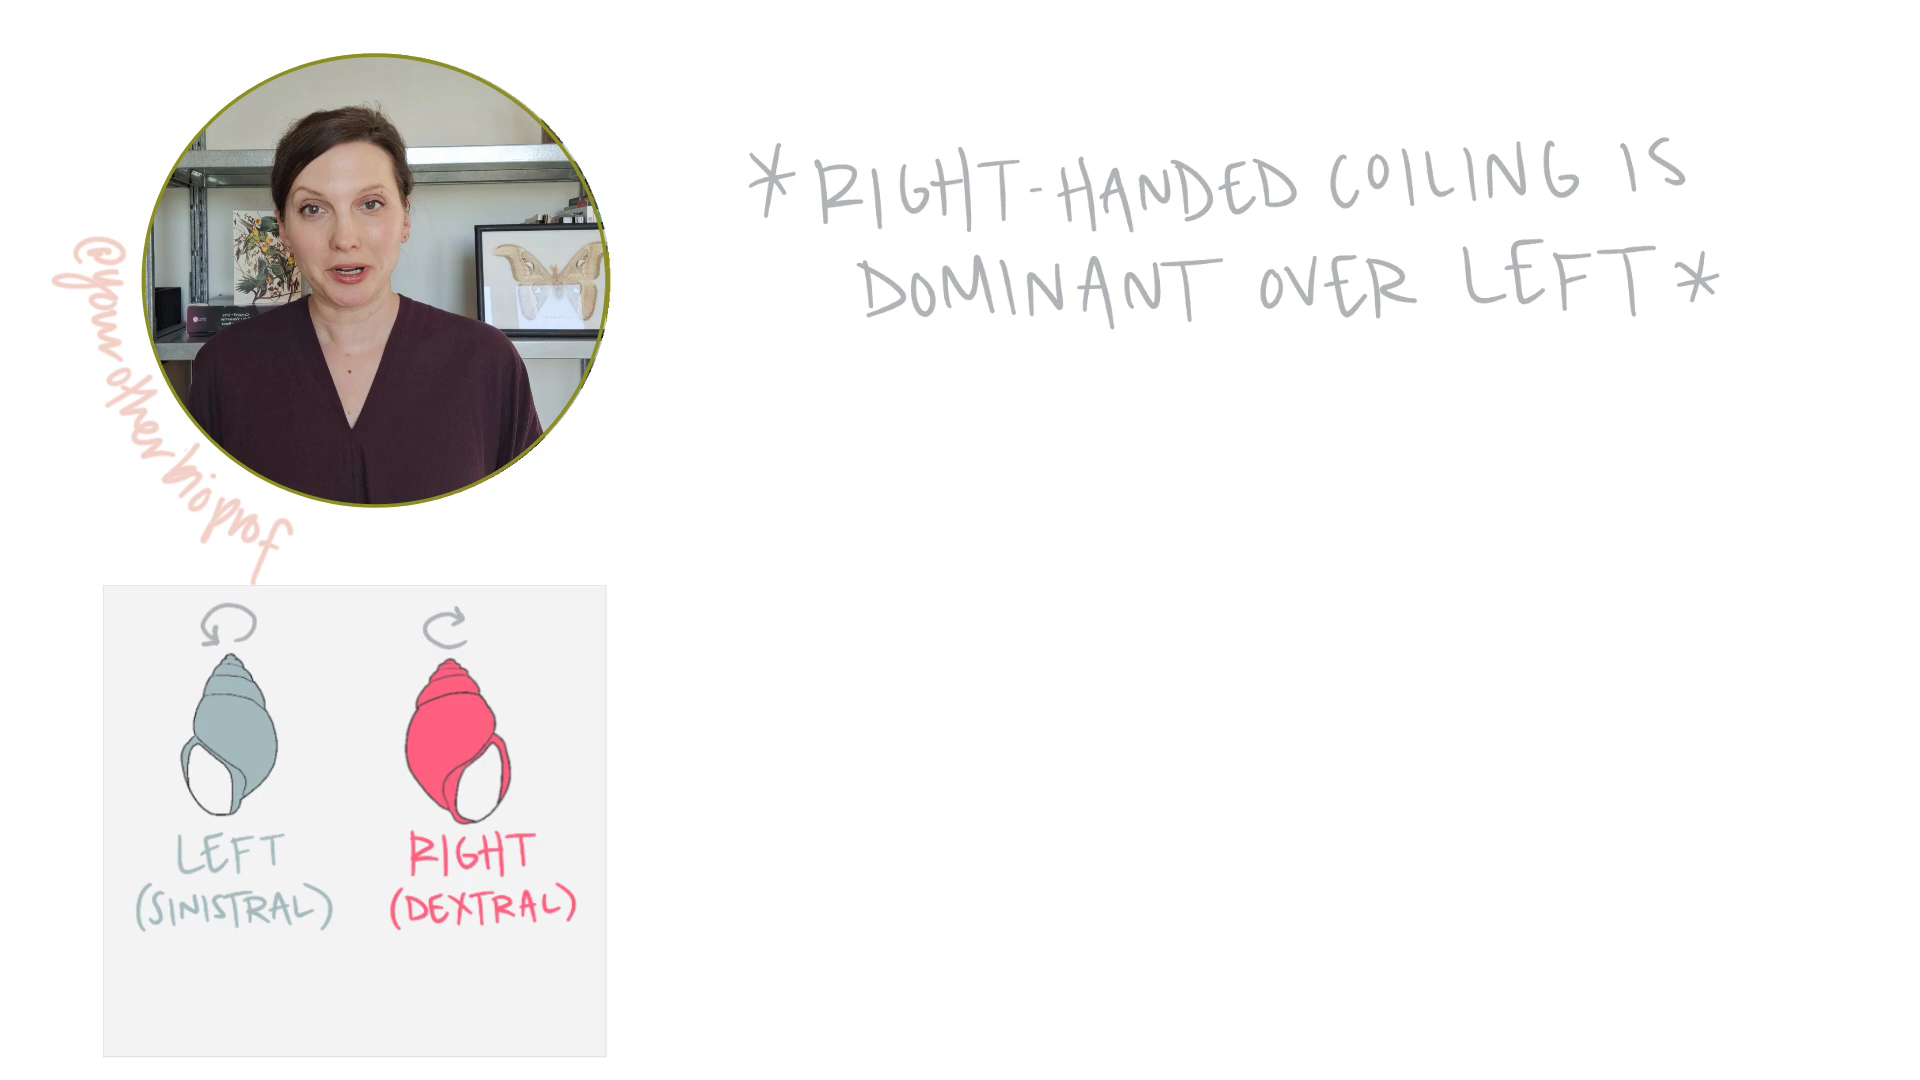 *RIGHT-HANDED COILING IS
DOMINANT OVER LEFT*
@yourotherbioprof
LEFT
(SINISTRAL)
RIGHT
(DEXTRAL)